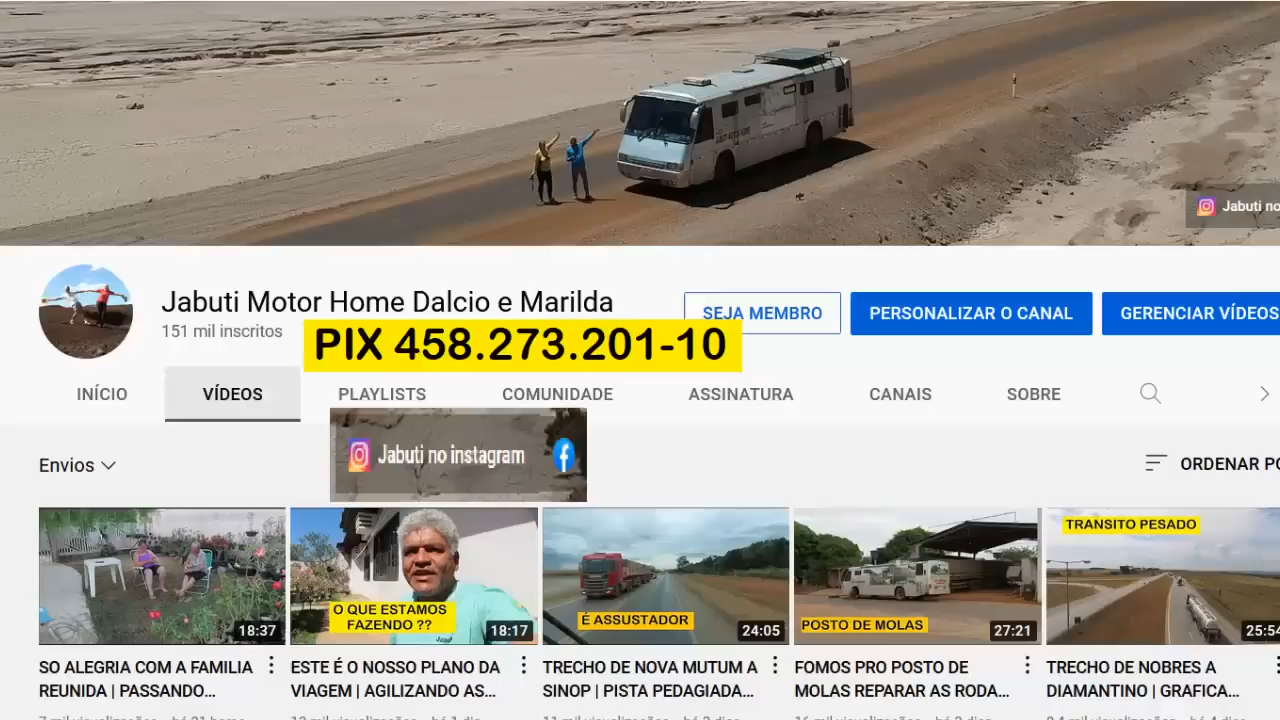 JABUTI MOTOR HOME
Jabuti no
Jabuti Motor Home Dalcio e Marilda
151 mil inscritos
SEJA MEMBRO
PERSONALIZAR O CANAL
GERENCIAR VÍDEOS
PIX 458.273.201-10
INÍCIO
VÍDEOS
PLAYLISTS
COMUNIDADE
ASSINATURA
CANAIS
SOBRE
Jabuti no instagram
Envios
ORDENAR PO
18:37
O QUE ESTAMOS
FAZENDO ??
18:17
É ASSUSTADOR
24:05
POSTO DE MOLAS
27:21
TRANSITO PESADO
25:54
SO ALEGRIA COM A FAMILIA
REUNIDA | PASSANDO...
ESTE É O NOSSO PLANO DA
VIAGEM | AGILIZANDO AS...
TRECHO DE NOVA MUTUM A
SINOP | PISTA PEDAGIADA...
FOMOS PRO POSTO DE
MOLAS REPARAR AS RODA...
TRECHO DE NOBRES A
DIAMANTINO | GRAFICA...